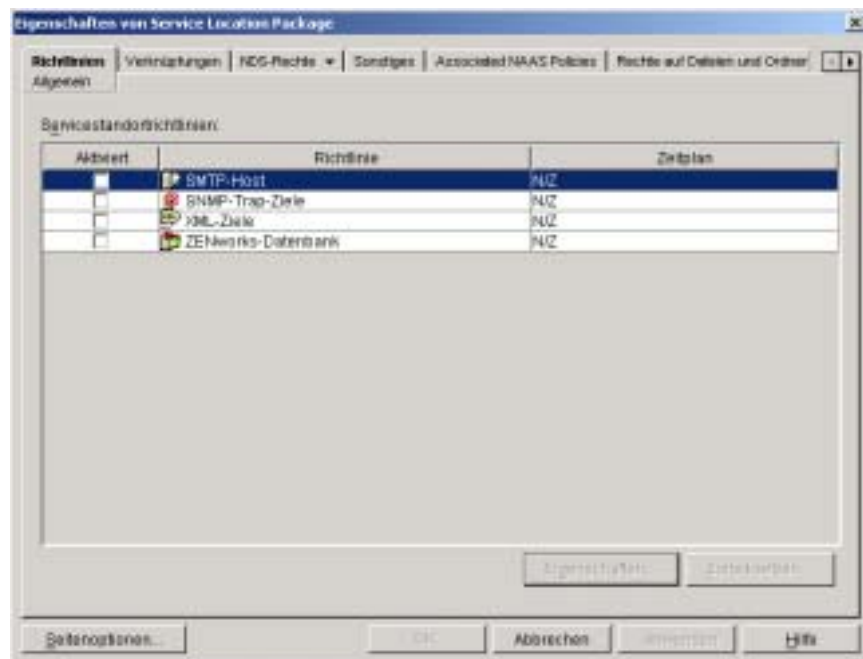 Eigenschaften von Service Location Package
Richtlinien Verknüpfungen NDS-Rechte Sonstiges Associated NAAS Policies Rechte auf Dateien und Ordner
Allgemein
Servicestandortrichtlinien:
Aktiviert Richtlinie Zeitplan
SMTP-Host N/Z
SNMP-Trap-Ziele N/Z
XML-Ziele N/Z
ZENworks-Datenbank N/Z
Eigenschaften... Zurücksetzen
Seitenoptionen... OK Abbrechen Anwenden Hilfe